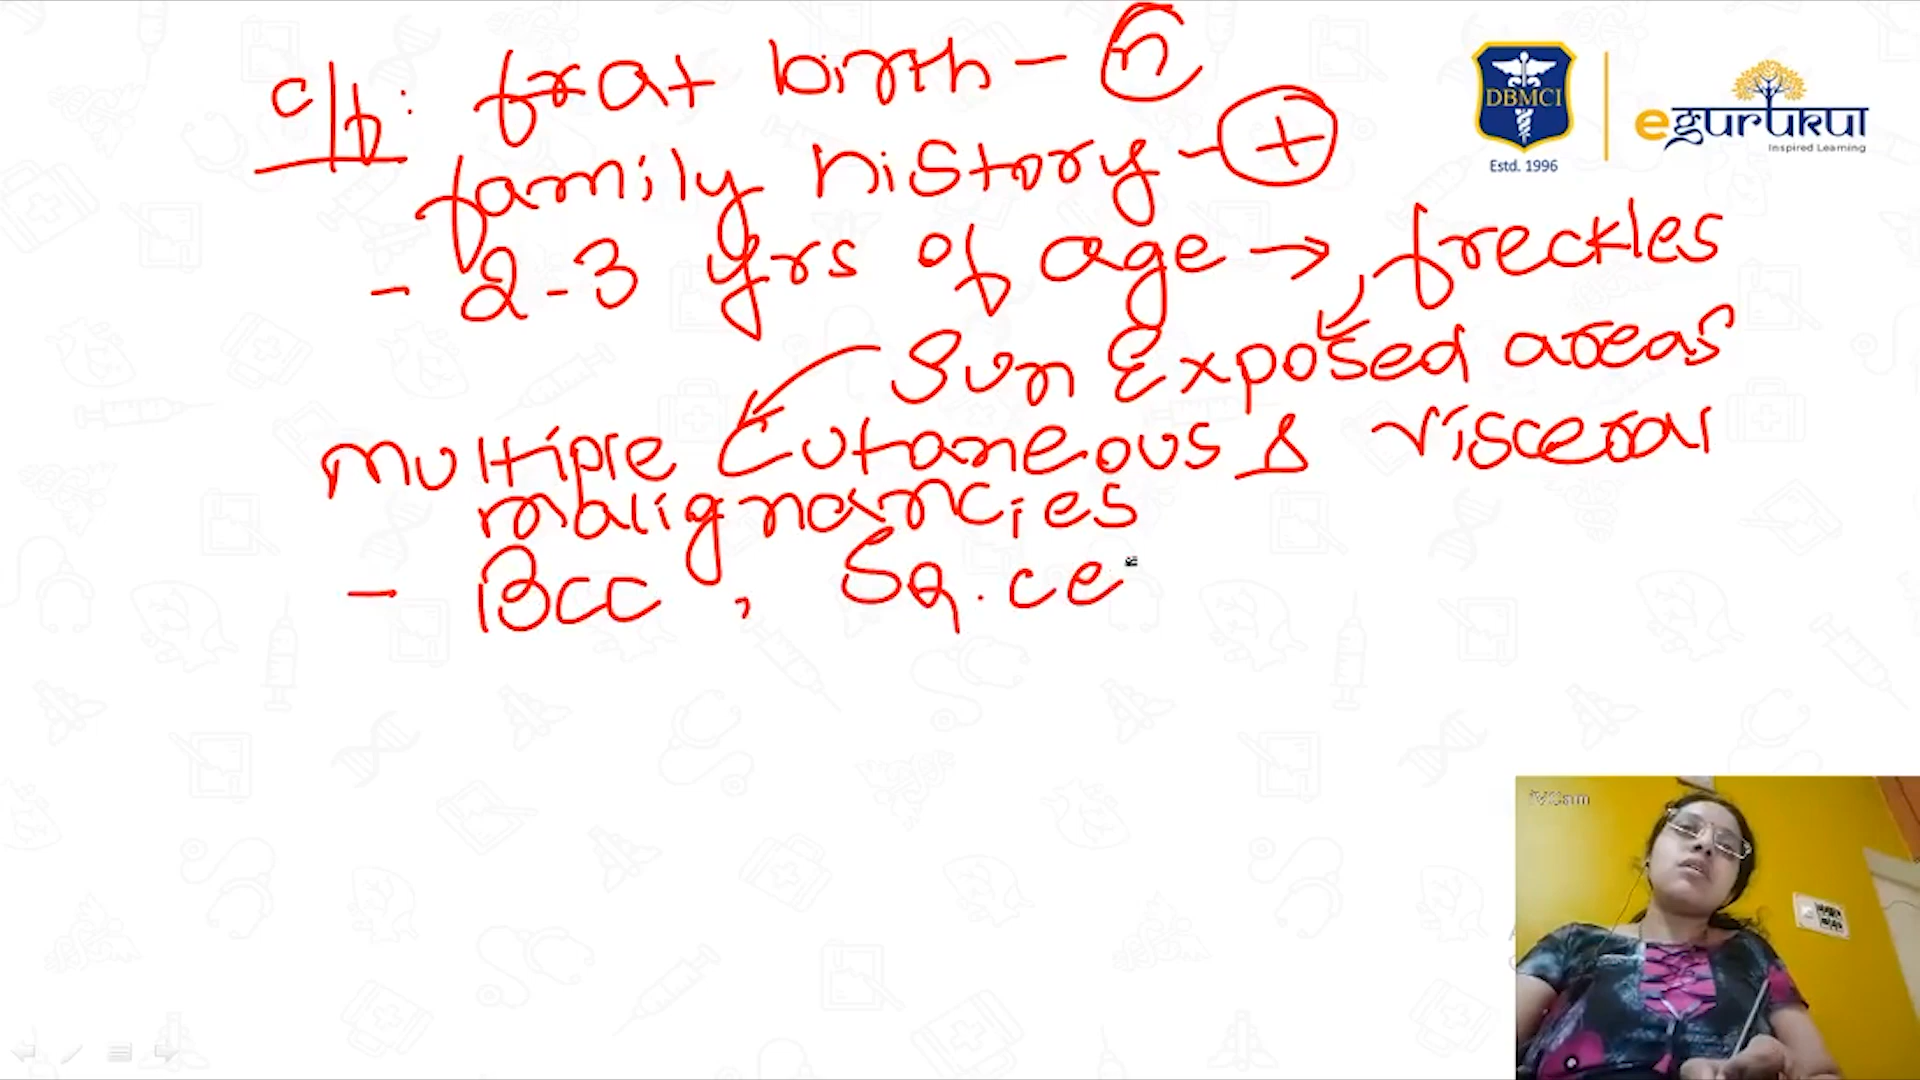 c/f: at birth - n
family history - +
- 2-3 yrs of age → freckles
Sun Exposed areas
Multiple Cutaneous & visceral
malignancies
- BCC, Sq. ce
DBMCI
Estd. 1996
eGurukul
Inspired Learning
iVCam